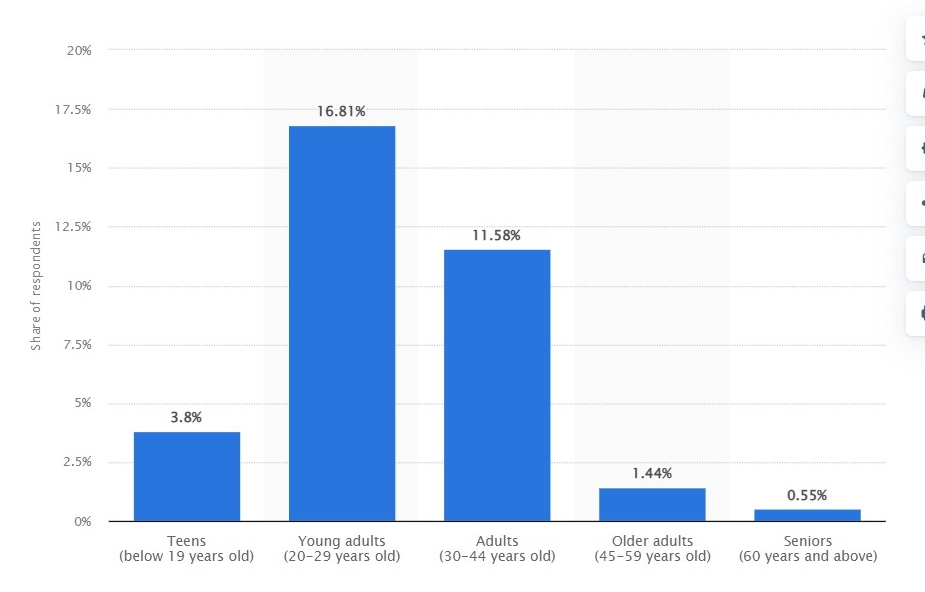 20%
17.5%
15%
12.5%
10%
7.5%
5%
2.5%
0%
Share of respondents
3.8%
16.81%
11.58%
1.44%
0.55%
Teens
(below 19 years old)
Young adults
(20–29 years old)
Adults
(30–44 years old)
Older adults
(45–59 years old)
Seniors
(60 years and above)